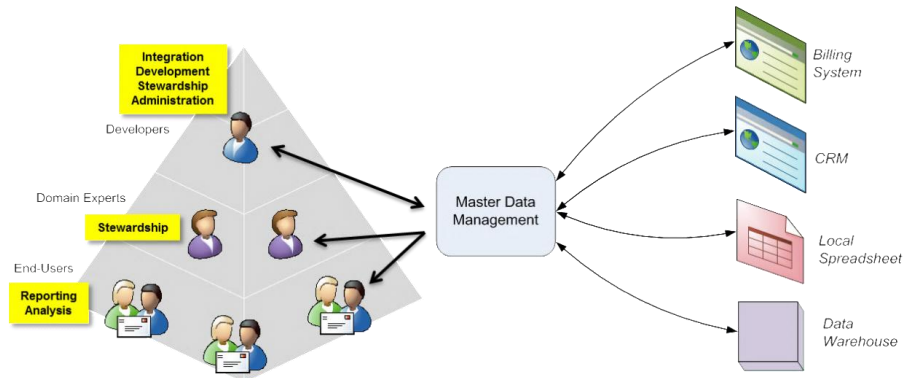 Integration
Development
Stewardship
Administration
Developers
Domain Experts
Stewardship
End-Users
Reporting
Analysis
Master Data
Management
Billing
System
CRM
Local
Spreadsheet
Data
Warehouse